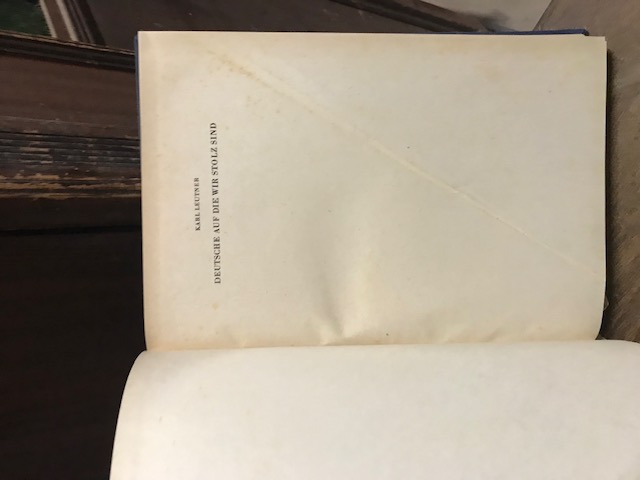 KARL LEUTNER
DEUTSCHE AUF DIE WIR STOLZ SIND